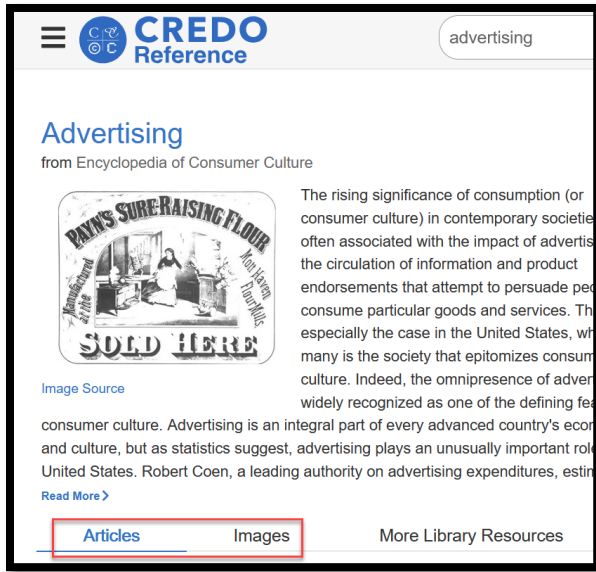 CREDO
Reference
advertising
Advertising
from Encyclopedia of Consumer Culture
PAYN'S SURE-RAISING FLOUR
Manufactured
at the
Mont Haven
Flour Mills.
SOLD HERE
Image Source
The rising significance of consumption (or
consumer culture) in contemporary societie
often associated with the impact of advertis
the circulation of information and product
endorsements that attempt to persuade peo
consume particular goods and services. Th
especially the case in the United States, wh
many is the society that epitomizes consum
culture. Indeed, the omnipresence of adver
widely recognized as one of the defining fea
consumer culture. Advertising is an integral part of every advanced country's econ
and culture, but as statistics suggest, advertising plays an unusually important role
United States. Robert Coen, a leading authority on advertising expenditures, estin
Read More
Articles Images More Library Resources